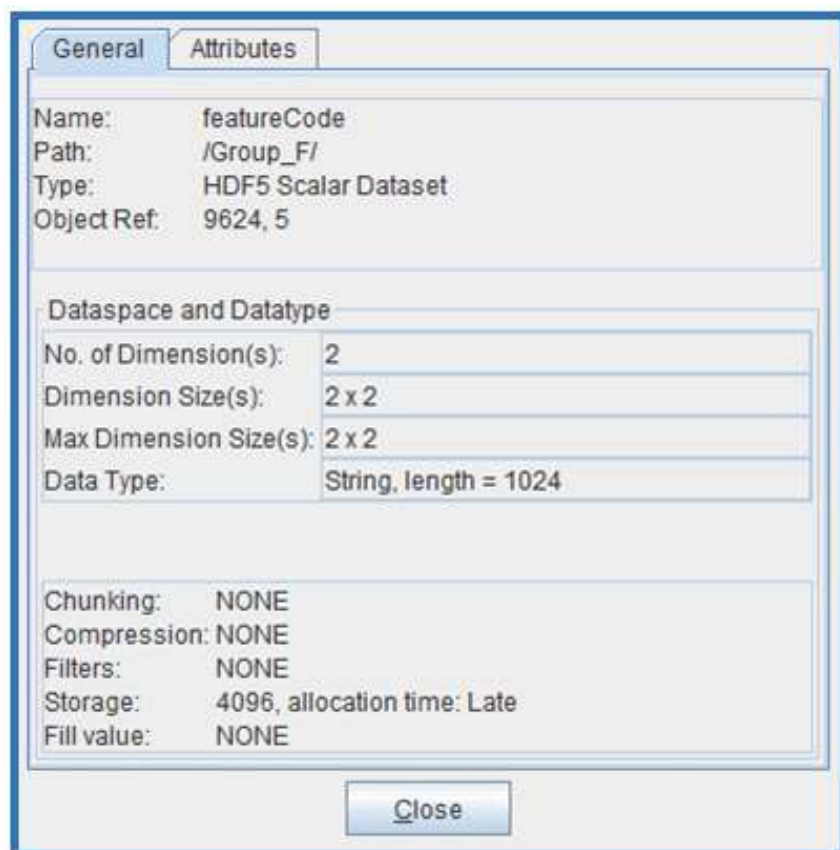 General Attributes
Name: featureCode
Path: /Group_F/
Type: HDF5 Scalar Dataset
Object Ref: 9624, 5
Dataspace and Datatype
No. of Dimension(s): 2
Dimension Size(s): 2 x 2
Max Dimension Size(s): 2 x 2
Data Type: String, length = 1024
Chunking: NONE
Compression: NONE
Filters: NONE
Storage: 4096, allocation time: Late
Fill value: NONE
Close